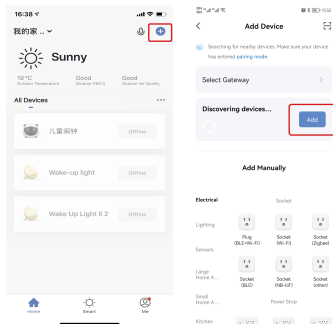 16:38
我的家 .. 
Sunny
19°C
Good
Good
Outdoor Temperature
Outdoor PM2.5
Outdoor Air Quality
All Devices
儿童闹钟
Offline
Wake-up light
Offline
Wake Up Light II 2
Offline
Home
Smart
Me
Add Device
Searching for nearby devices. Make sure your device
has entered pairing mode.
Select Gateway
Discovering devices...
Add
Add Manually
Electrical
Lighting
Sensors
Large
Home A...
Small
Home A...
Kitchen
Socket
Plug
(BLE+Wi-Fi)
Socket
(Wi-Fi)
Socket
(Zigbee)
Socket
(BLE)
Socket
(NB-IoT)
Socket
(other)
Power Strip